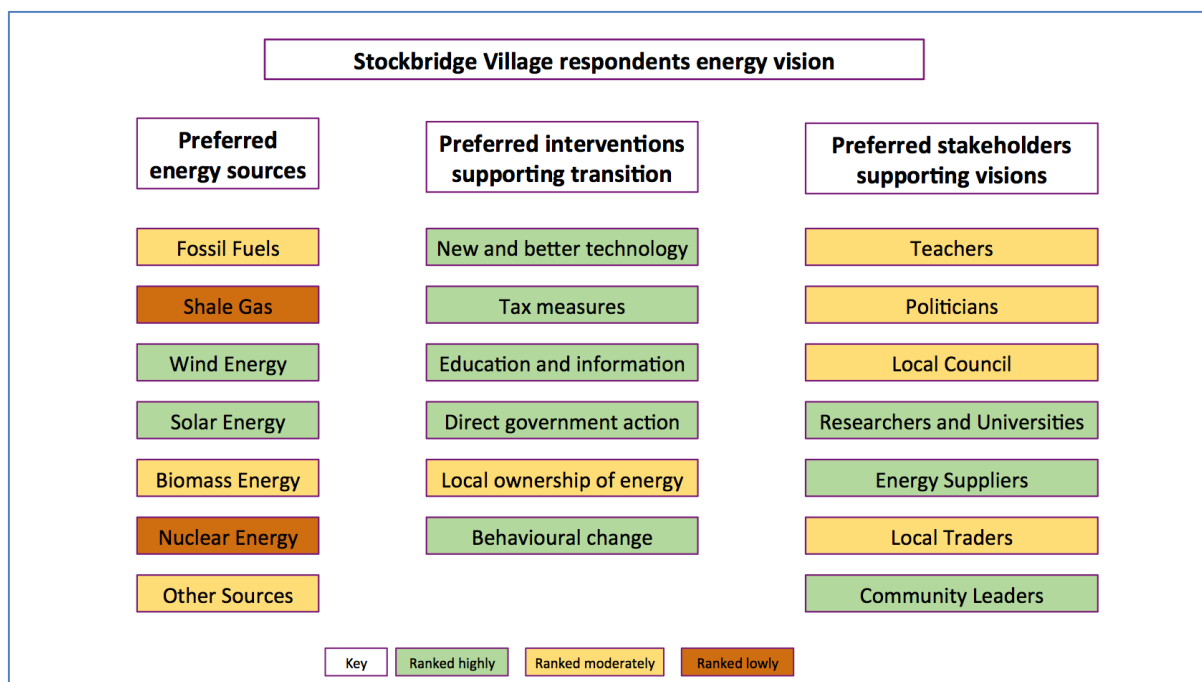 Stockbridge Village respondents energy vision
Preferred
energy sources
Fossil Fuels
Shale Gas
Wind Energy
Solar Energy
Biomass Energy
Nuclear Energy
Other Sources
Preferred interventions
supporting transition
New and better technology
Tax measures
Education and information
Direct government action
Local ownership of energy
Behavioural change
Preferred stakeholders
supporting visions
Teachers
Politicians
Local Council
Researchers and Universities
Energy Suppliers
Local Traders
Community Leaders
Key
Ranked highly
Ranked moderately
Ranked lowly